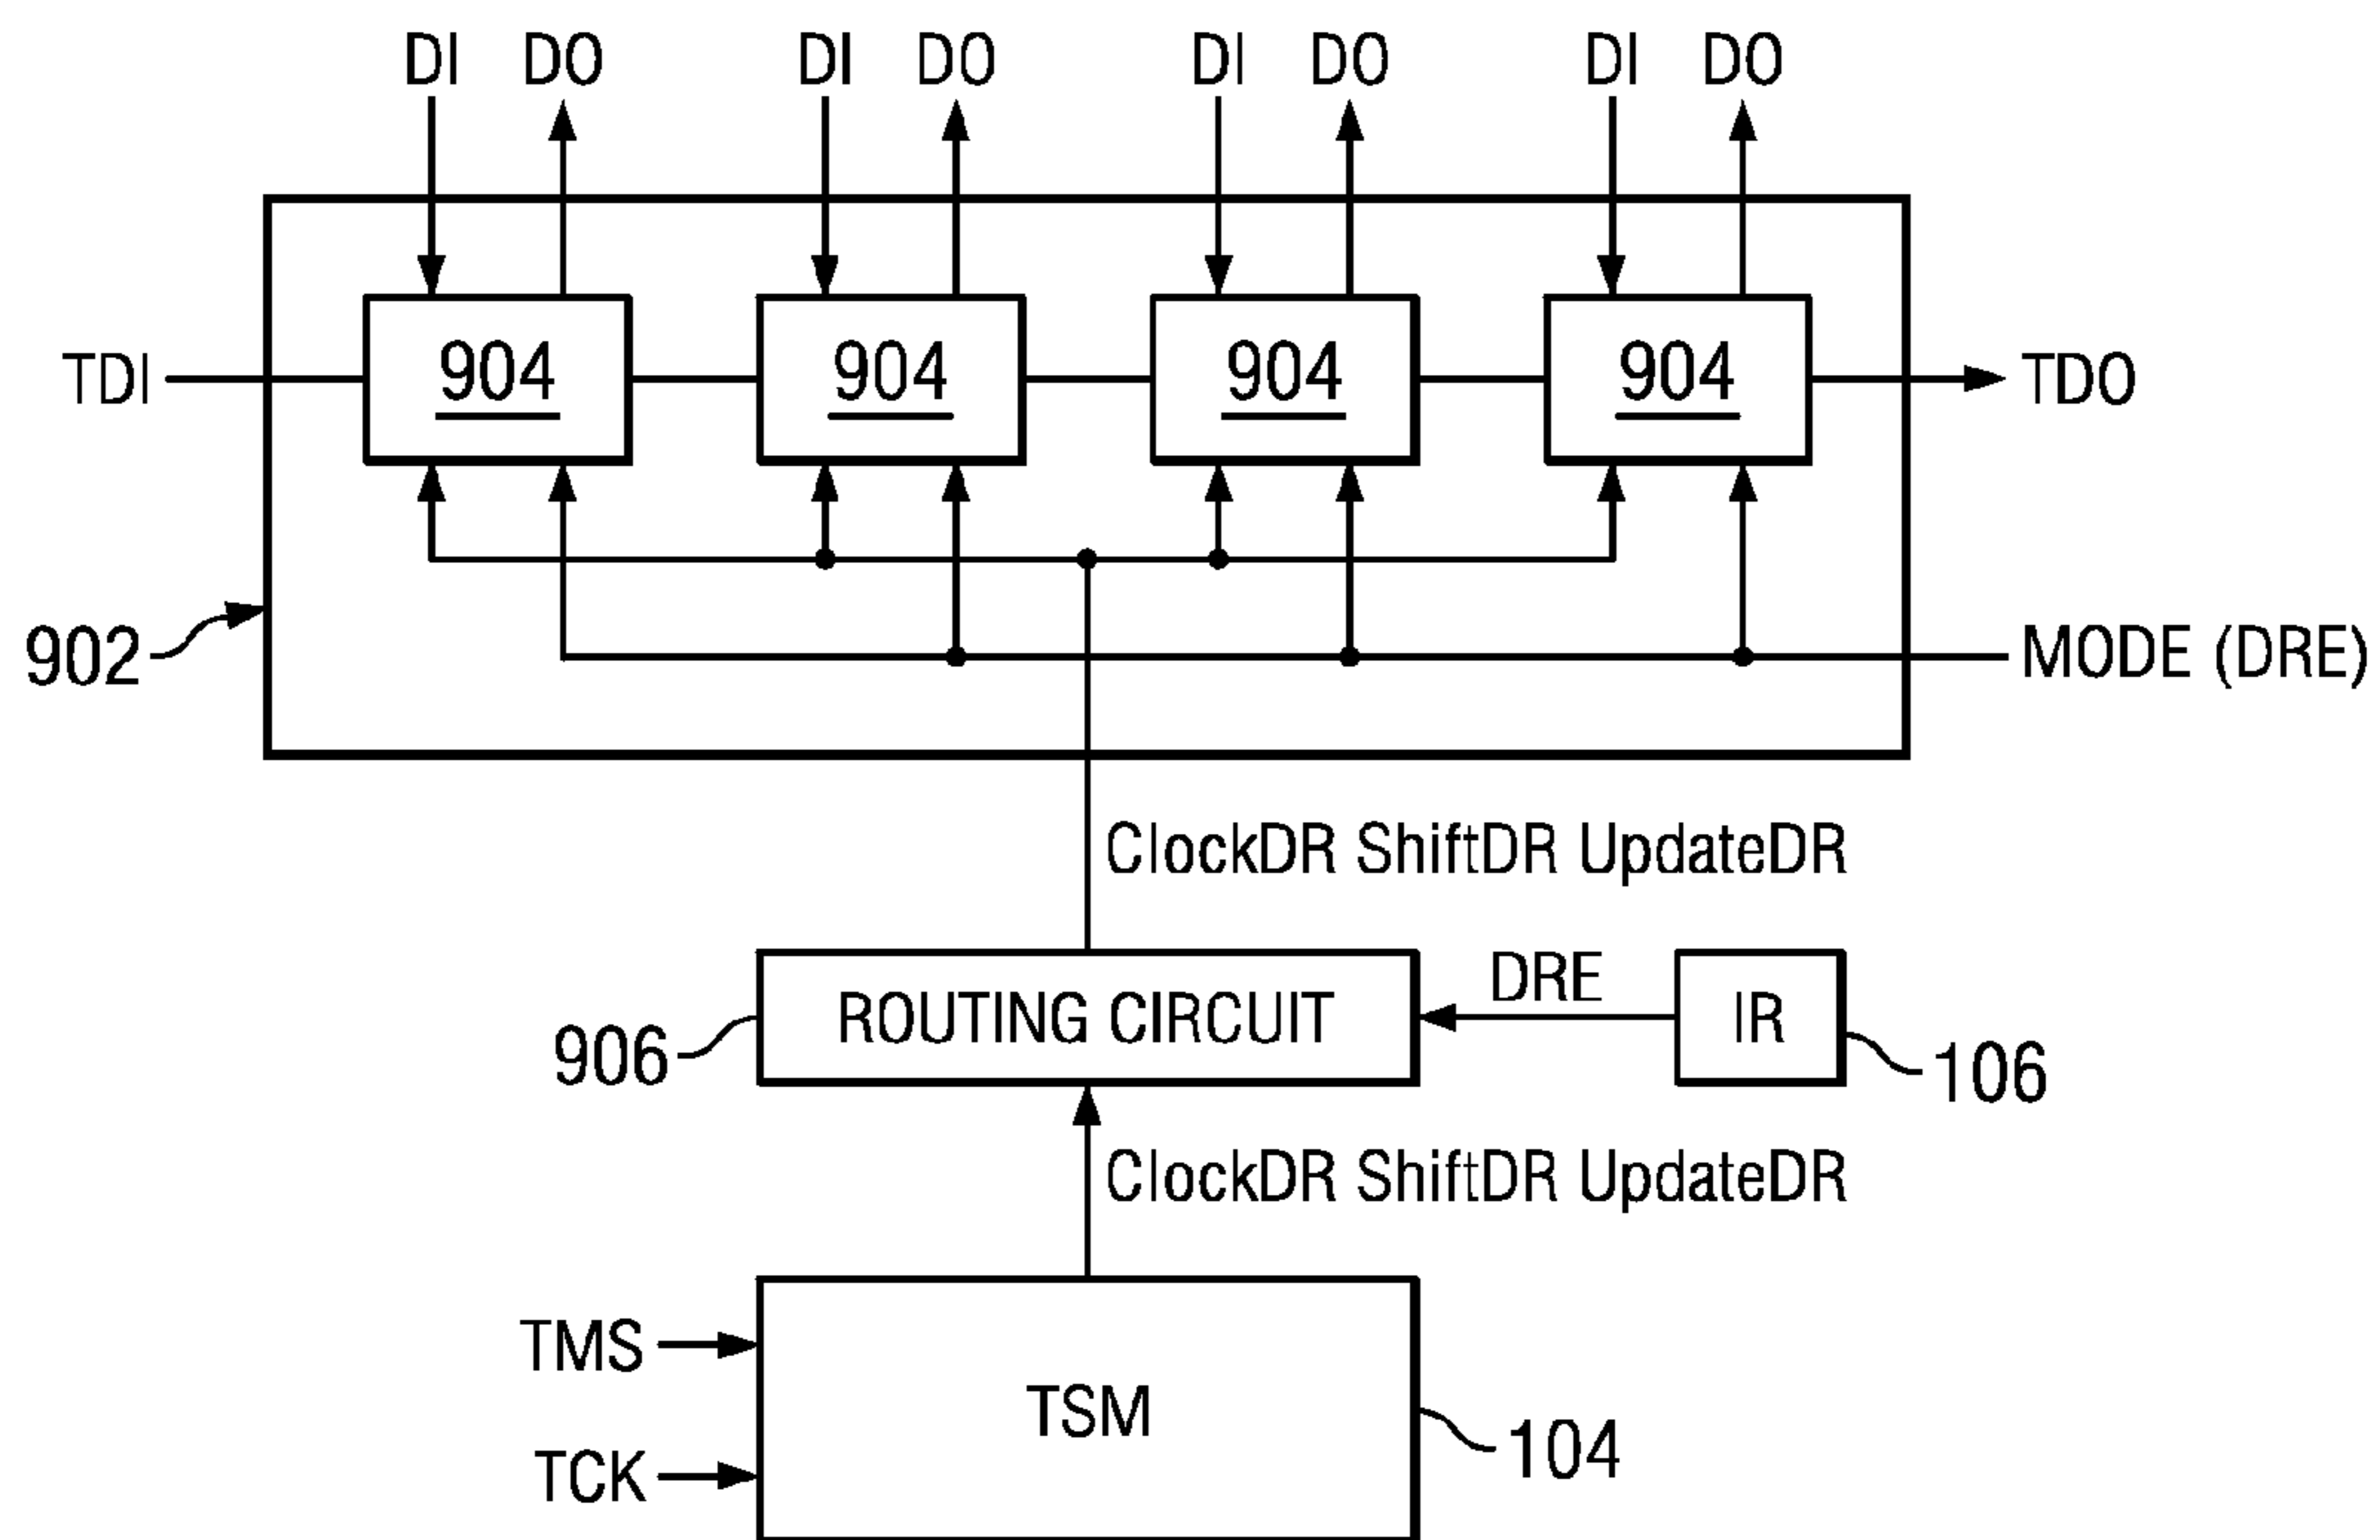 DI DO DI DO DI DO DI DO
TDI 904 904 904 904 TDO
902 MODE (DRE)
ClockDR ShiftDR UpdateDR
DRE
906 ROUTING CIRCUIT IR 106
ClockDR ShiftDR UpdateDR
TMS
TSM
TCK 104